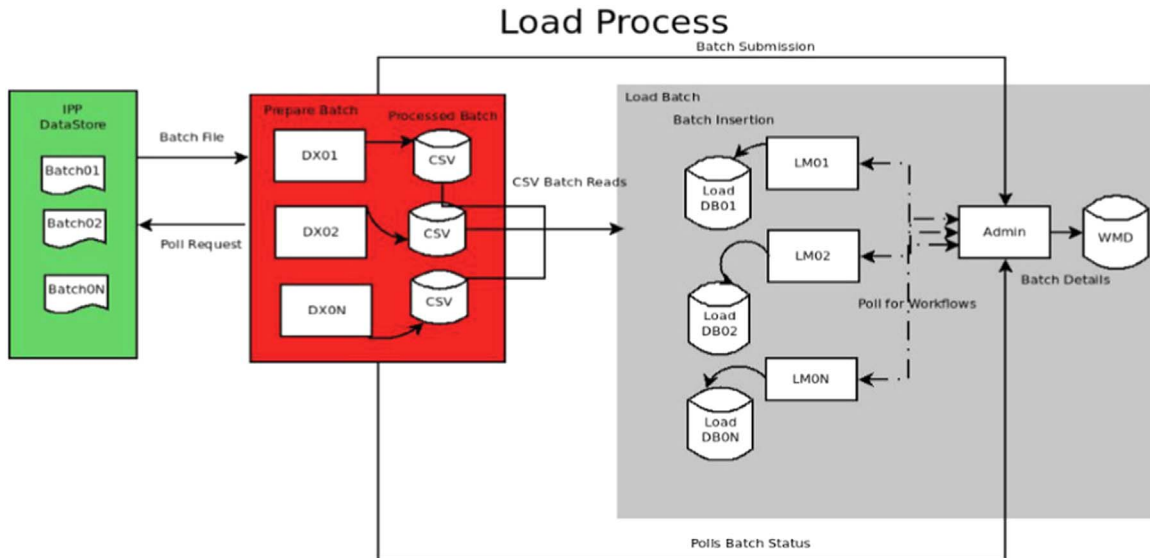 Load Process
Batch Submission
IPP
DataStore
Batch01
Batch02
Batch0N
Batch File
Poll Request
Prepare Batch
Processed Batch
DX01
CSV
DX02
CSV
DX0N
CSV
CSV Batch Reads
Load Batch
Batch Insertion
LM01
Load
DB01
LM02
Load
DB02
LM0N
Load
DB0N
Poll for Workflows
Admin
WMD
Batch Details
Polls Batch Status